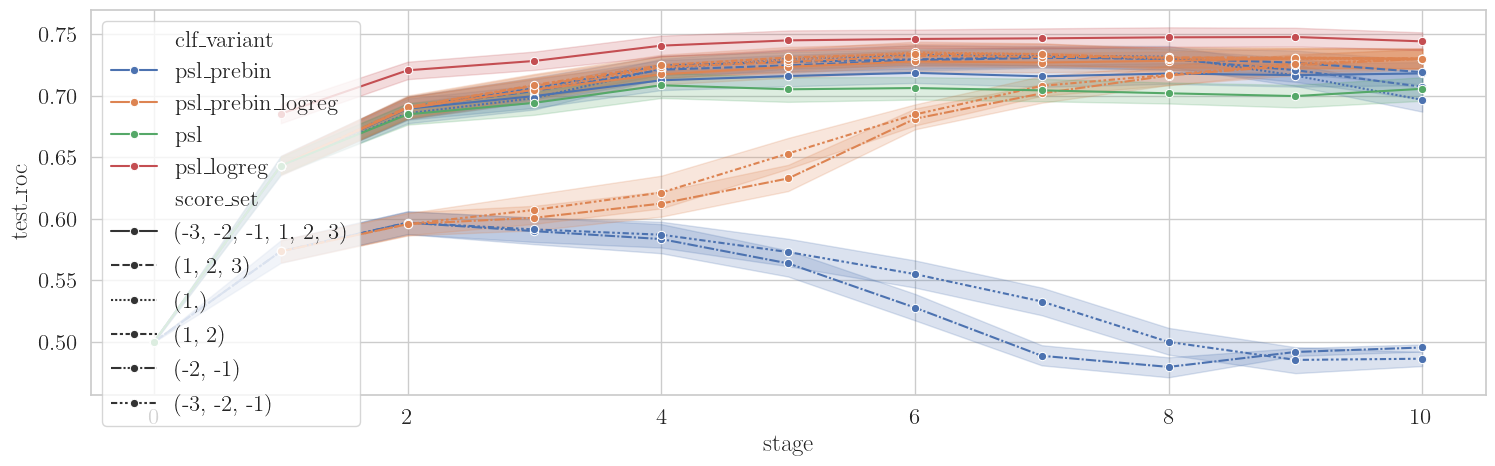 0.75
0.70
0.65
0.60
0.55
0.50
test_roc
clf_variant
psl_prebin
psl_prebin_logreg
psl
psl_logreg
score_set
(-3, -2, -1, 1, 2, 3)
(1, 2, 3)
(1,)
(1, 2)
(-2, -1)
(-3, -2, -1)
0 2 4 6 8 10
stage